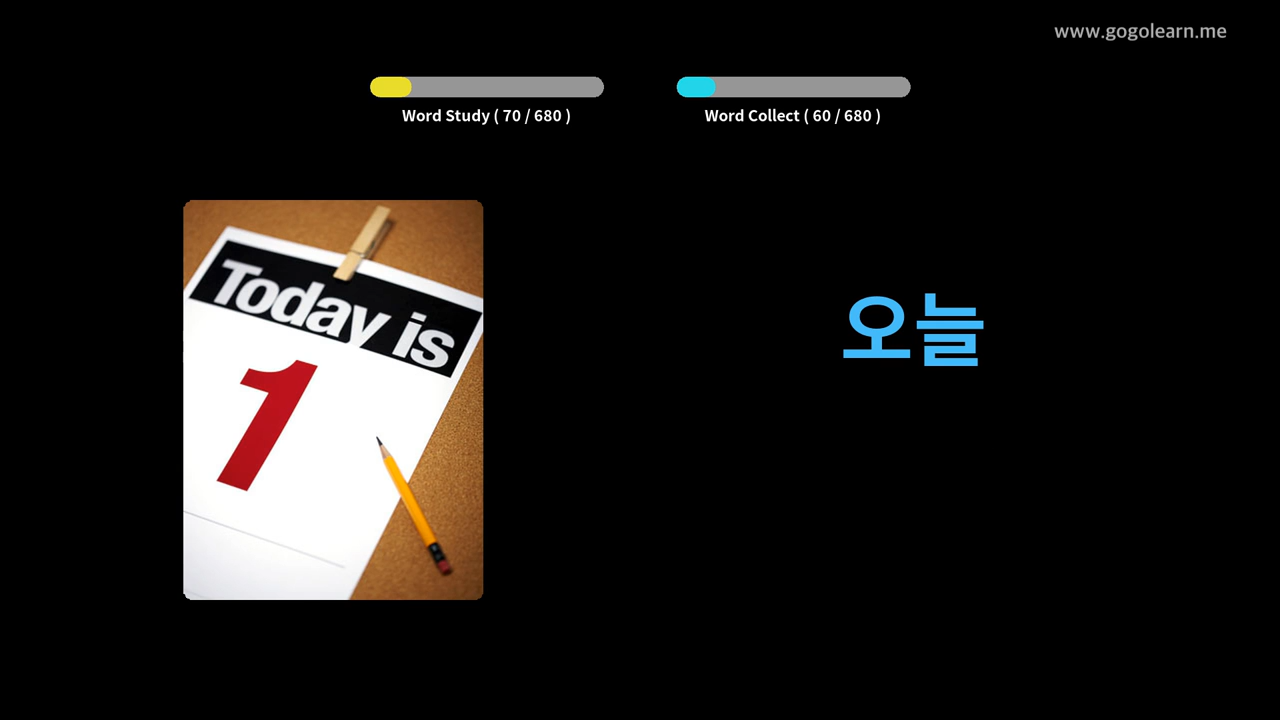 www.gogolearn.me
Word Study ( 70 / 680 )
Word Collect ( 60 / 680 )
Today is
1
오늘